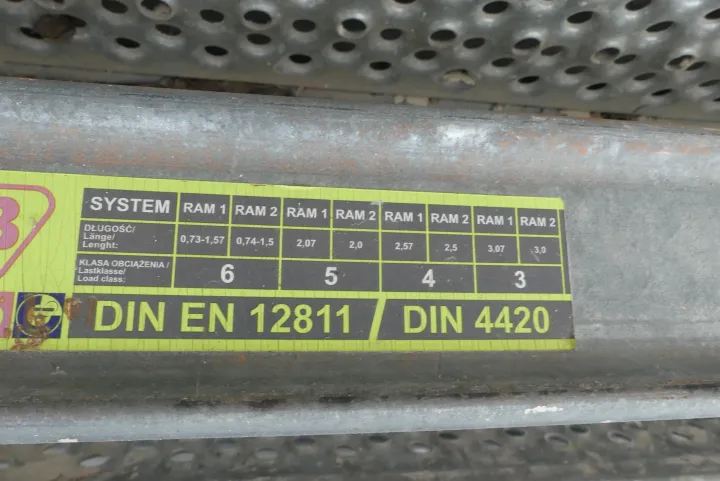 SYSTEM RAM 1 RAM 2 RAM 1 RAM 2 RAM 1 RAM 2 RAM 1 RAM 2
DŁUGOŚĆ/
Länge/
Lenght: 0,73-1,57 0,74-1,5 2,07 2,0 2,57 2,5 3,07 3,0
KLASA OBCIĄŻENIA /
Lastklasse/
Load class: 6 5 4 3
DIN EN 12811 / DIN 4420